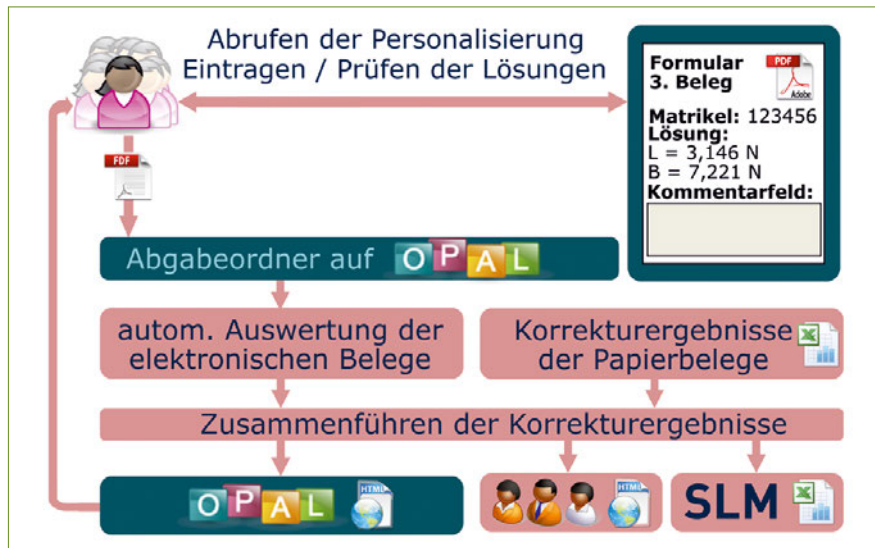 Abrufen der Personalisierung
Eintragen / Prüfen der Lösungen
Formular
3. Beleg
PDF
Adobe
Matrikel: 123456
Lösung:
L = 3,146 N
B = 7,221 N
Kommentarfeld:
FDF
Abgabeordner auf OPAL
autom. Auswertung der
elektronischen Belege
Korrekturergebnisse
der Papierbelege
Zusammenführen der Korrekturergebnisse
OPAL HTML
HTML
SLM